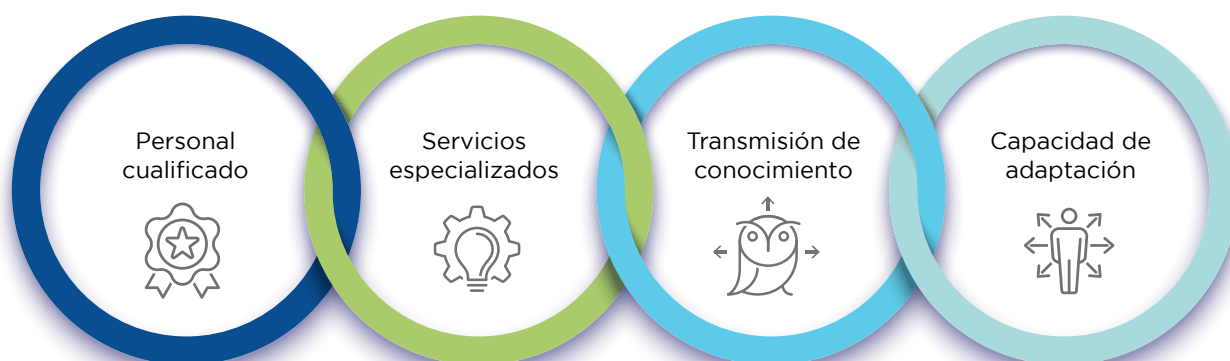 Personal
cualificado
Servicios
especializados
Transmisión de
conocimiento
Capacidad de
adaptación